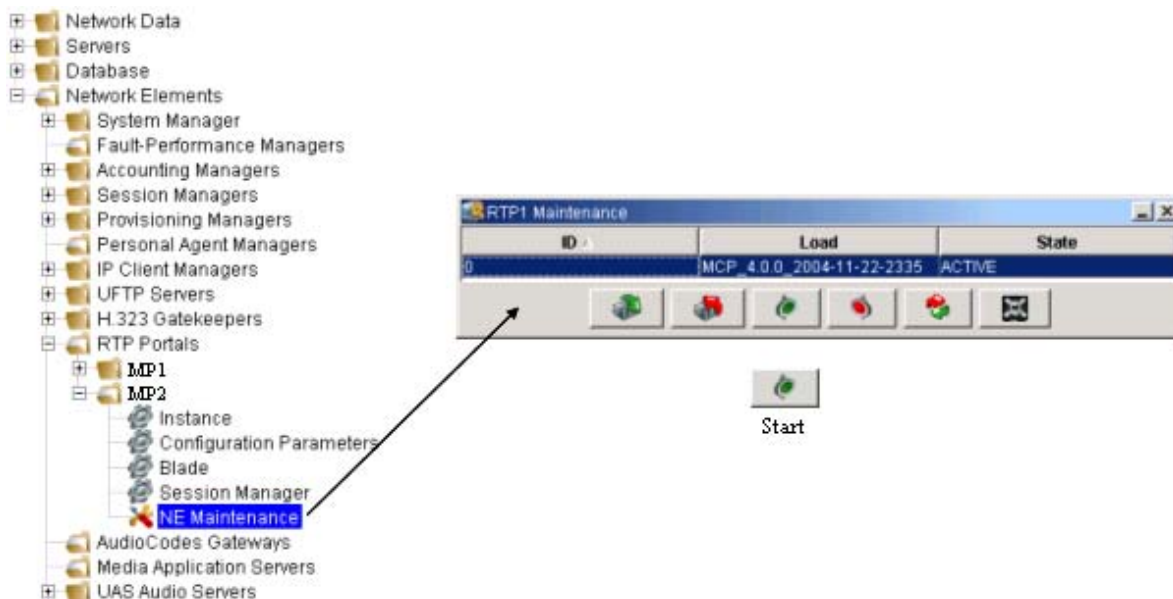 Network Data
Servers
Database
Network Elements
System Manager
Fault-Performance Managers
Accounting Managers
Session Managers
Provisioning Managers
Personal Agent Managers
IP Client Managers
UFTP Servers
H.323 Gatekeepers
RTP Portals
MP1
MP2
Instance
Configuration Parameters
Blade
Session Manager
NE Maintenance
AudioCodes Gateways
Media Application Servers
UAS Audio Servers
RTP1 Maintenance
ID Load State
0 MCP_4.0.0_2004-11-22-2335 ACTIVE
Start